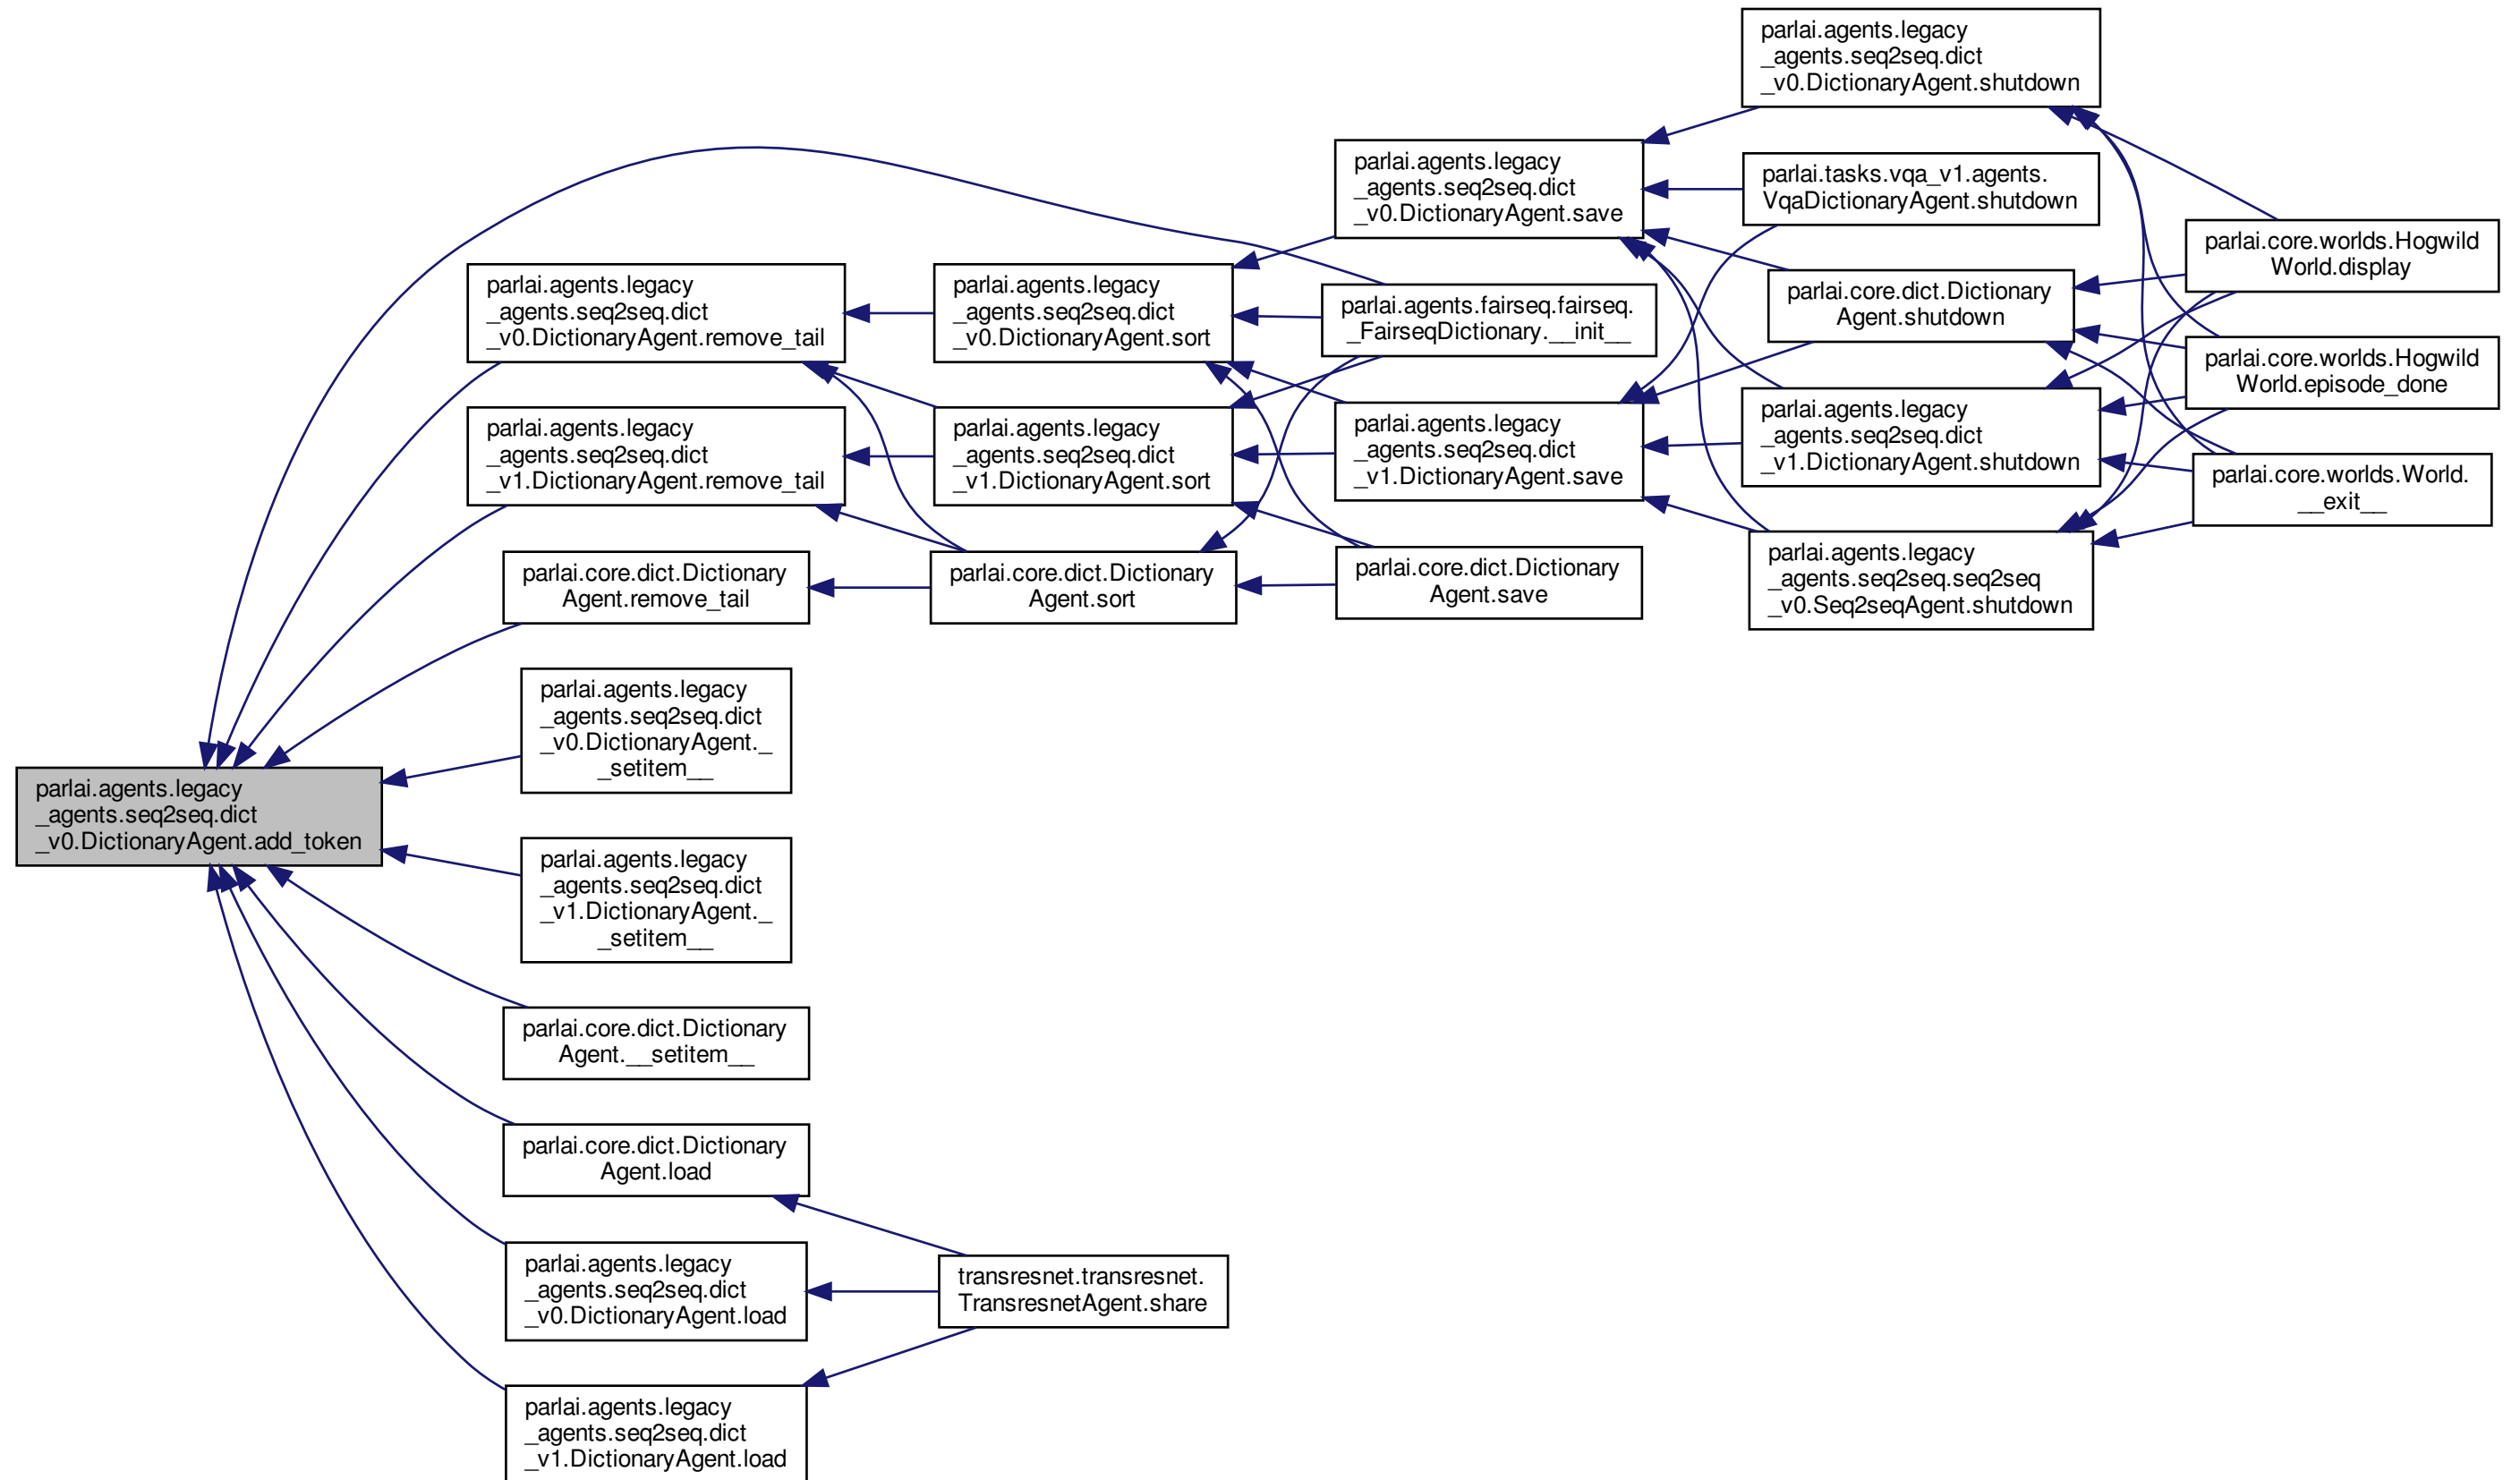 parlai.agents.legacy
_agents.seq2seq.dict
_v0.DictionaryAgent.add_token
parlai.agents.legacy
_agents.seq2seq.dict
_v0.DictionaryAgent.remove_tail
parlai.agents.legacy
_agents.seq2seq.dict
_v1.DictionaryAgent.remove_tail
parlai.core.dict.Dictionary
Agent.remove_tail
parlai.agents.legacy
_agents.seq2seq.dict
_v0.DictionaryAgent._
_setitem__
parlai.agents.legacy
_agents.seq2seq.dict
_v1.DictionaryAgent._
_setitem__
parlai.core.dict.Dictionary
Agent.__setitem__
parlai.core.dict.Dictionary
Agent.load
parlai.agents.legacy
_agents.seq2seq.dict
_v0.DictionaryAgent.load
parlai.agents.legacy
_agents.seq2seq.dict
_v1.DictionaryAgent.load
parlai.agents.legacy
_agents.seq2seq.dict
_v0.DictionaryAgent.sort
parlai.agents.legacy
_agents.seq2seq.dict
_v1.DictionaryAgent.sort
parlai.core.dict.Dictionary
Agent.sort
transresnet.transresnet.
TransresnetAgent.share
parlai.agents.legacy
_agents.seq2seq.dict
_v0.DictionaryAgent.save
parlai.agents.fairseq.fairseq.
_FairseqDictionary.__init__
parlai.agents.legacy
_agents.seq2seq.dict
_v1.DictionaryAgent.save
parlai.core.dict.Dictionary
Agent.save
parlai.agents.legacy
_agents.seq2seq.dict
_v0.DictionaryAgent.shutdown
parlai.tasks.vqa_v1.agents.
VqaDictionaryAgent.shutdown
parlai.core.dict.Dictionary
Agent.shutdown
parlai.agents.legacy
_agents.seq2seq.dict
_v1.DictionaryAgent.shutdown
parlai.agents.legacy
_agents.seq2seq.seq2seq
_v0.Seq2seqAgent.shutdown
parlai.core.worlds.Hogwild
World.display
parlai.core.worlds.Hogwild
World.episode_done
parlai.core.worlds.World.
__exit__